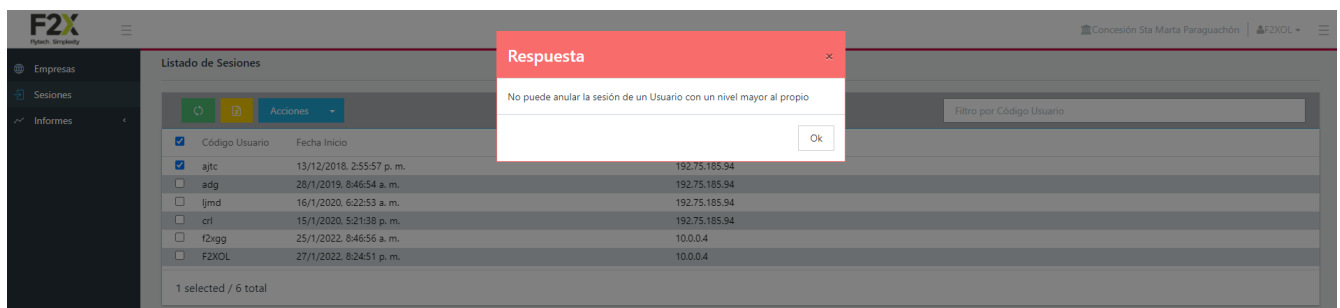 F2X
Flytech Simplexity
Concesión Sta Marta Paraguachón
F2XOL
Empresas
Sesiones
Informes
Listado de Sesiones
Acciones
Filtro por Código Usuario
Respuesta
×
No puede anular la sesión de un Usuario con un nivel mayor al propio
Ok
Código Usuario Fecha Inicio
ajtc 13/12/2018, 2:55:57 p. m. 192.75.185.94
adg 28/1/2019, 8:46:54 a. m. 192.75.185.94
ljmd 16/1/2020, 6:22:53 a. m. 192.75.185.94
crl 15/1/2020, 5:21:38 p. m. 192.75.185.94
f2xgg 25/1/2022, 8:46:56 a. m. 10.0.0.4
F2XOL 27/1/2022, 8:24:51 p. m. 10.0.0.4
1 selected / 6 total